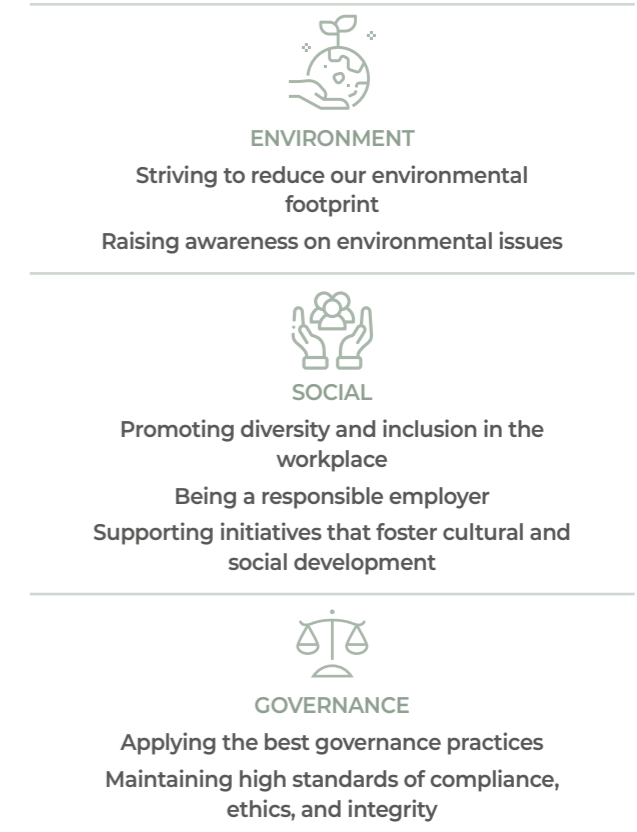 ENVIRONMENT
Striving to reduce our environmental
footprint
Raising awareness on environmental issues
SOCIAL
Promoting diversity and inclusion in the
workplace
Being a responsible employer
Supporting initiatives that foster cultural and
social development
GOVERNANCE
Applying the best governance practices
Maintaining high standards of compliance,
ethics, and integrity